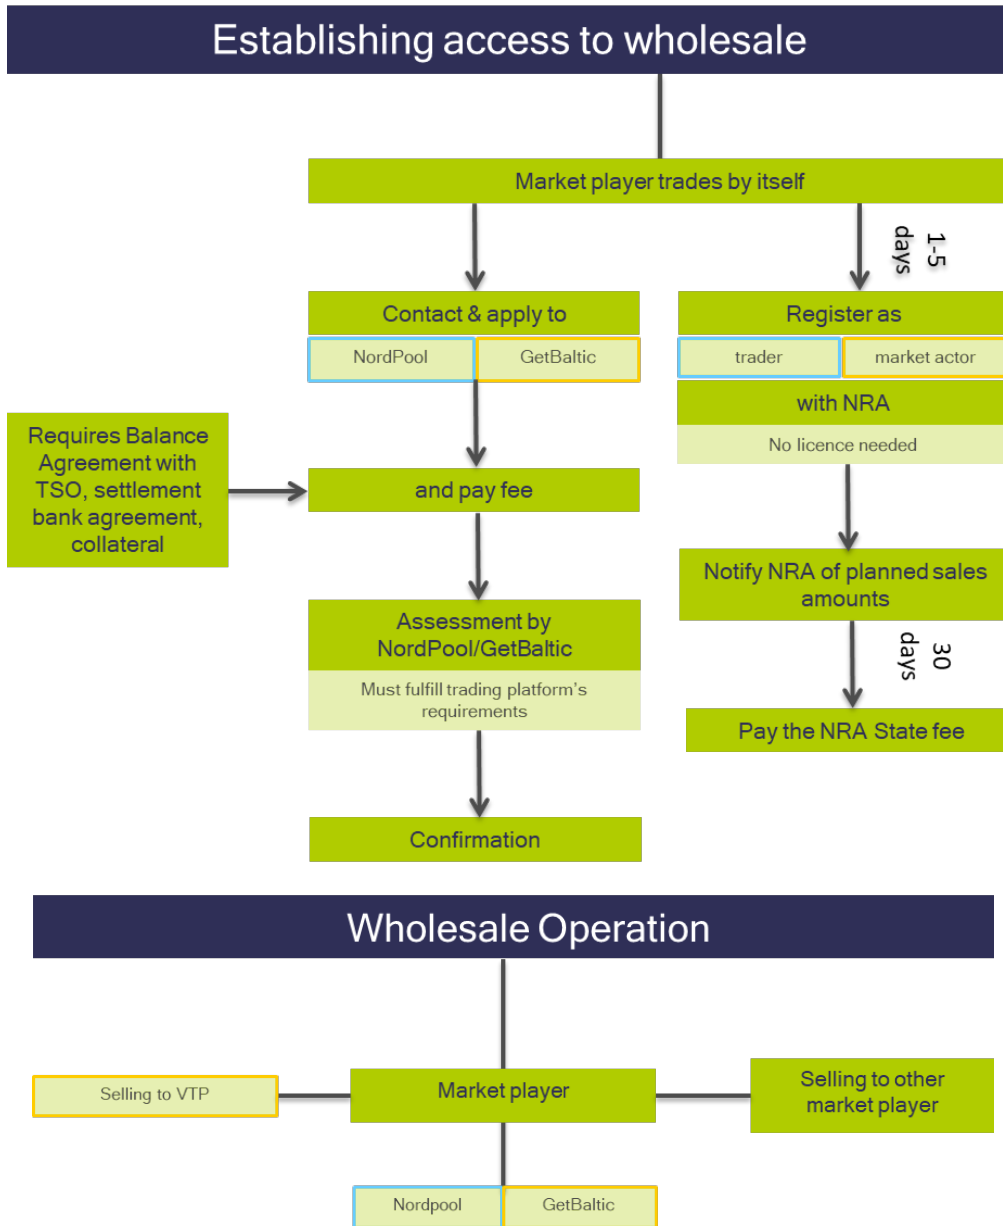 Establishing access to wholesale
Market player trades by itself
1-5
days
Contact & apply to
NordPool
GetBaltic
Register as
trader
market actor
with NRA
No licence needed
Requires Balance
Agreement with
TSO, settlement
bank agreement,
collateral
and pay fee
Notify NRA of planned sales
amounts
Assessment by
NordPool/GetBaltic
Must fulfill trading platform's
requirements
30
days
Pay the NRA State fee
Confirmation
Wholesale Operation
Selling to VTP
Market player
Selling to other
market player
Nordpool
GetBaltic